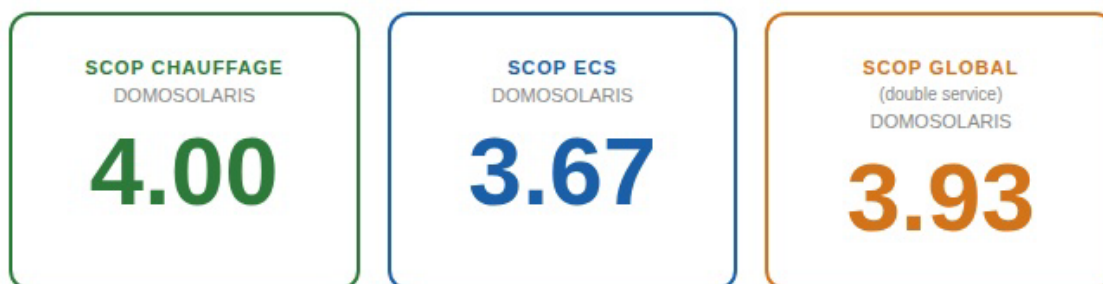 SCOP CHAUFFAGE
DOMOSOLARIS
4.00
SCOP ECS
DOMOSOLARIS
3.67
SCOP GLOBAL
(double service)
DOMOSOLARIS
3.93